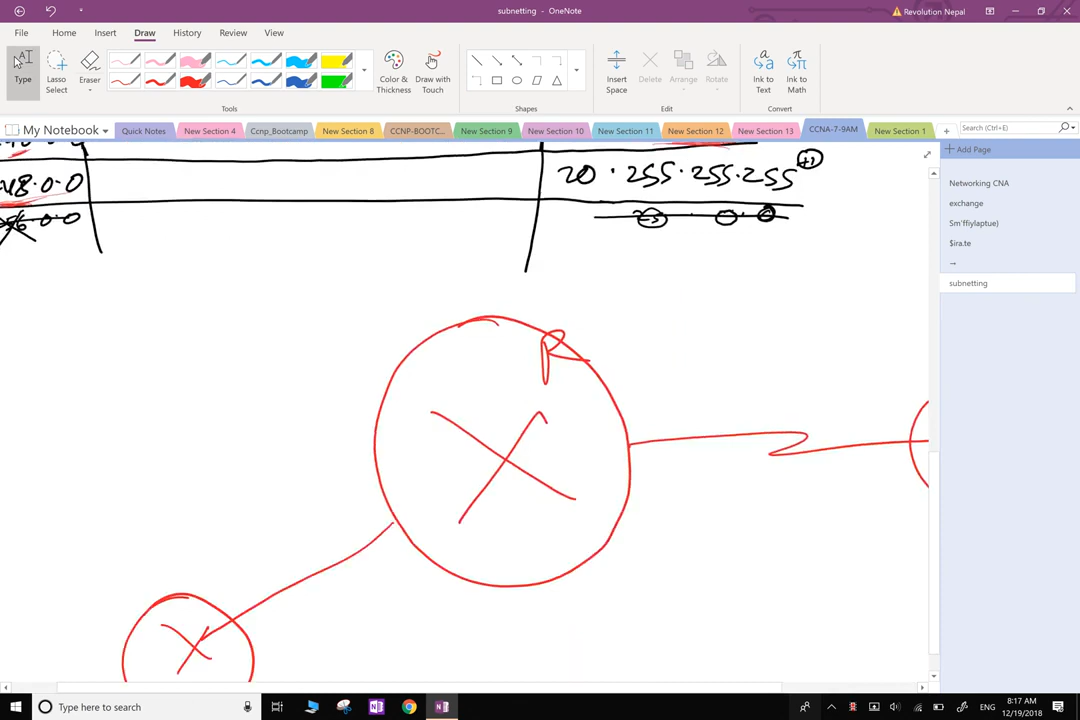 subnetting - OneNote
Revolution Nepal
File Home Insert Draw History Review View
Type
Lasso Select
Eraser
Color & Thickness
Draw with Touch
Insert Space
Delete
Arrange
Rotate
Ink to Text
Ink to Math
Tools
Shapes
Edit
Convert
My Notebook
Quick Notes
New Section 4
Ccnp_Bootcamp
New Section 8
CCNP-BOOTC...
New Section 9
New Section 10
New Section 11
New Section 12
New Section 13
CCNA-7-9AM
New Section 1
Search (Ctrl+E)
Add Page
Networking CNA
exchange
Sm'ffiylaptue)
$ira.te
→
subnetting
48.0.0
20.255.255.255 +1
R
Type here to search
ENG
8:17 AM
12/19/2018